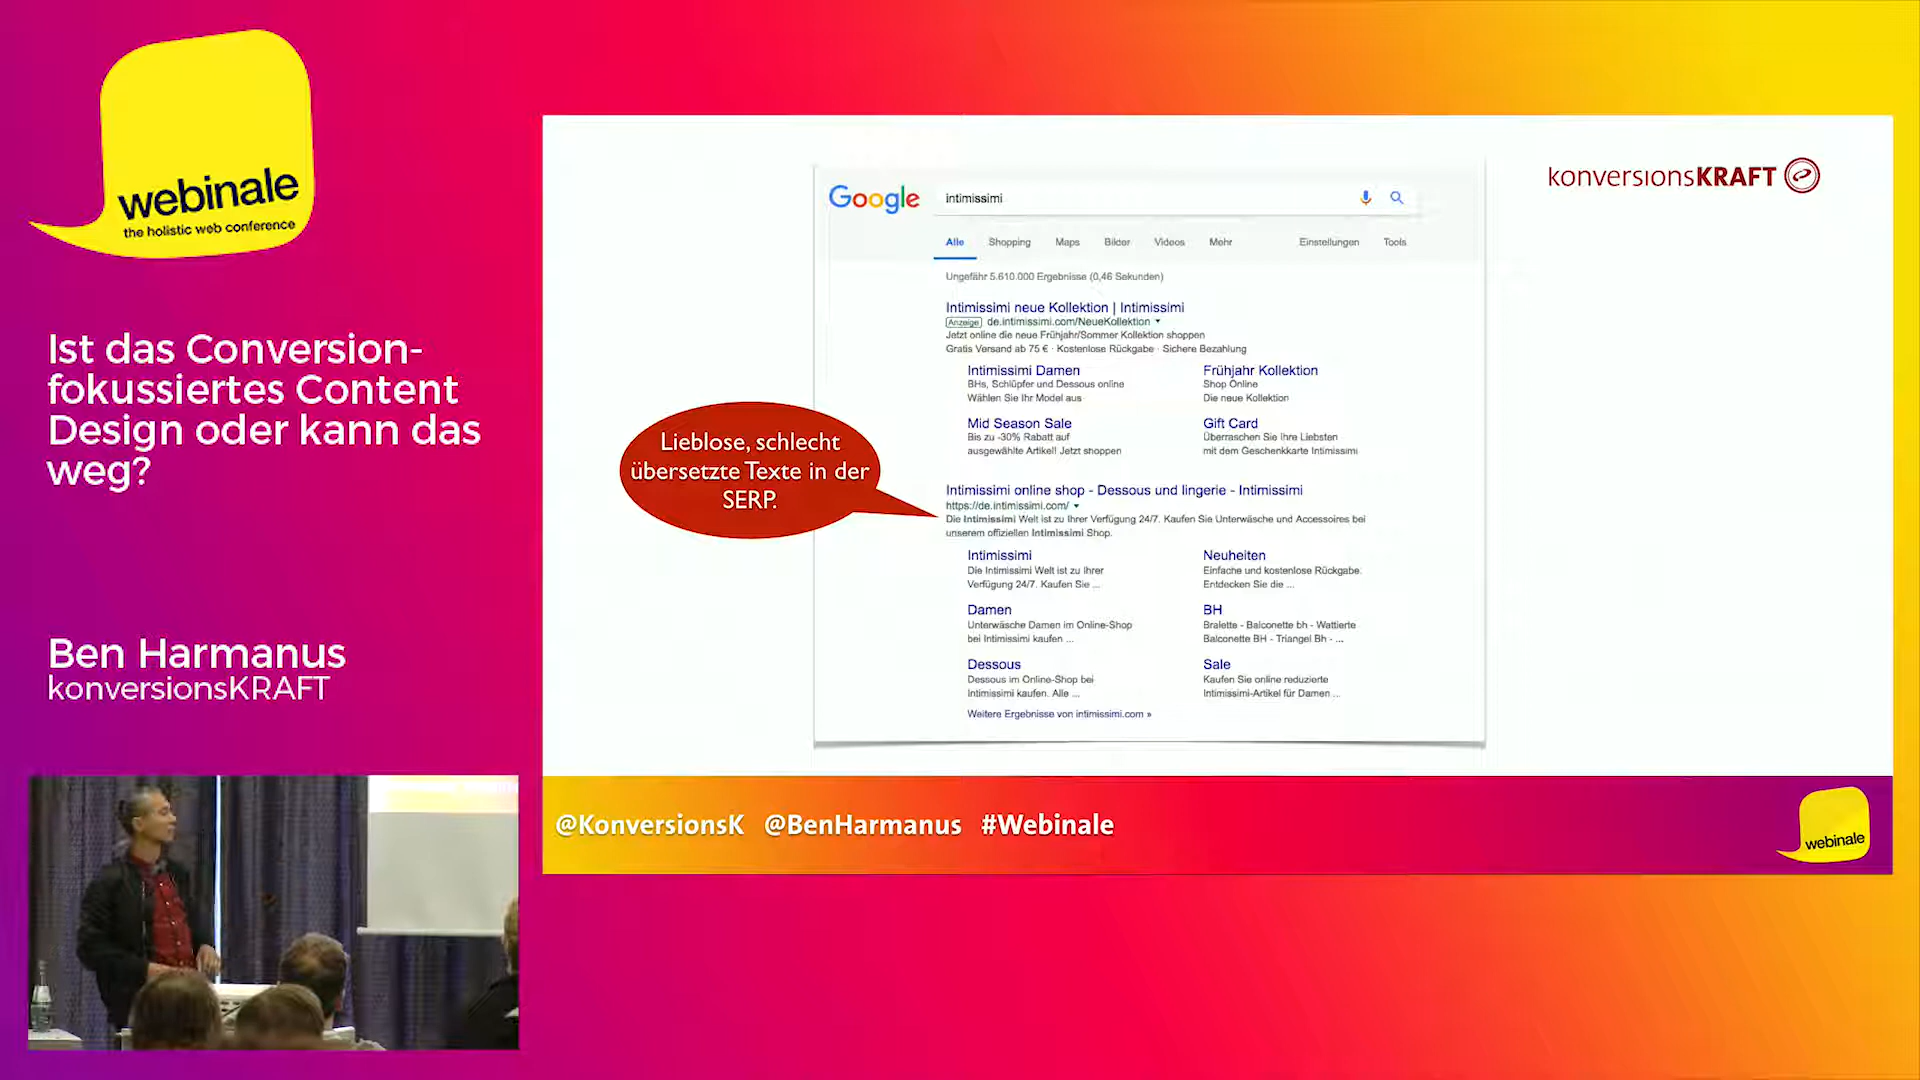 webinale
the holistic web conference
Ist das Conversion-
fokussiertes Content
Design oder kann das
weg?
Ben Harmanus
konversionsKRAFT
konversionsKRAFT
Google
intimissimi
Alle Shopping Maps Bilder Videos Mehr Einstellungen Tools
Ungefähr 5.610.000 Ergebnisse (0,46 Sekunden)
Intimissimi neue Kollektion | Intimissimi
Anzeige de.intimissimi.com/NeueKollektion
Jetzt online die neue Frühjahr/Sommer Kollektion shoppen
Gratis Versand ab 75 € · Kostenlose Rückgabe · Sichere Bezahlung
Intimissimi Damen
BHs, Schlüpfer und Dessous online
Wählen Sie Ihr Model aus
Frühjahr Kollektion
Shop Online
Die neue Kollektion
Mid Season Sale
Bis zu -30% Rabatt auf
ausgewählte Artikel! Jetzt shoppen
Gift Card
Überraschen Sie Ihre Liebsten
mit dem Geschenkkarte Intimissimi
Lieblose, schlecht
übersetzte Texte in der
SERP.
Intimissimi online shop - Dessous und lingerie - Intimissimi
https://de.intimissimi.com/
Die Intimissimi Welt ist zu Ihrer Verfügung 24/7. Kaufen Sie Unterwäsche und Accessoires bei
unserem offiziellen Intimissimi Shop.
Intimissimi
Die Intimissimi Welt ist zu Ihrer
Verfügung 24/7. Kaufen Sie ...
Neuheiten
Einfache und kostenlose Rückgabe.
Entdecken Sie die ...
Damen
Unterwäsche Damen im Online-Shop
bei Intimissimi kaufen ...
BH
Bralette - Balconette bh - Wattierte
Balconette BH - Triangel Bh - ...
Dessous
Dessous im Online-Shop bei
Intimissimi kaufen. Alle ...
Sale
Kaufen Sie online reduzierte
Intimissimi-Artikel für Damen ...
Weitere Ergebnisse von intimissimi.com »
@KonversionsK @BenHarmanus #Webinale
webinale